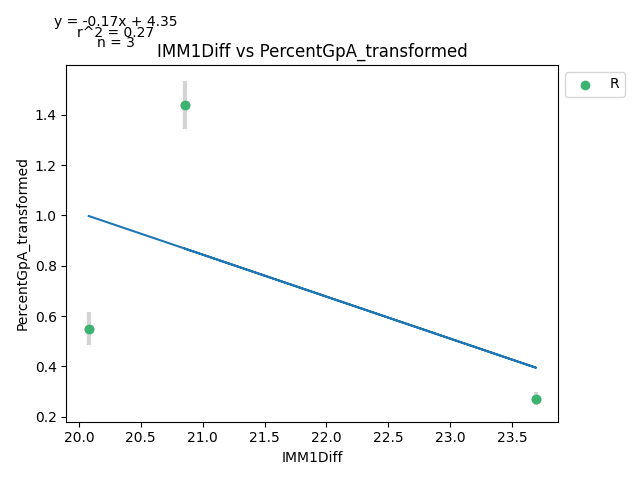 y = -0.17x + 4.35
r^2 = 0.27
n = 3
IMM1Diff vs PercentGpA_transformed
R
PercentGpA_transformed
1.4
1.2
1.0
0.8
0.6
0.4
0.2
20.0 20.5 21.0 21.5 22.0 22.5 23.0 23.5
IMM1Diff